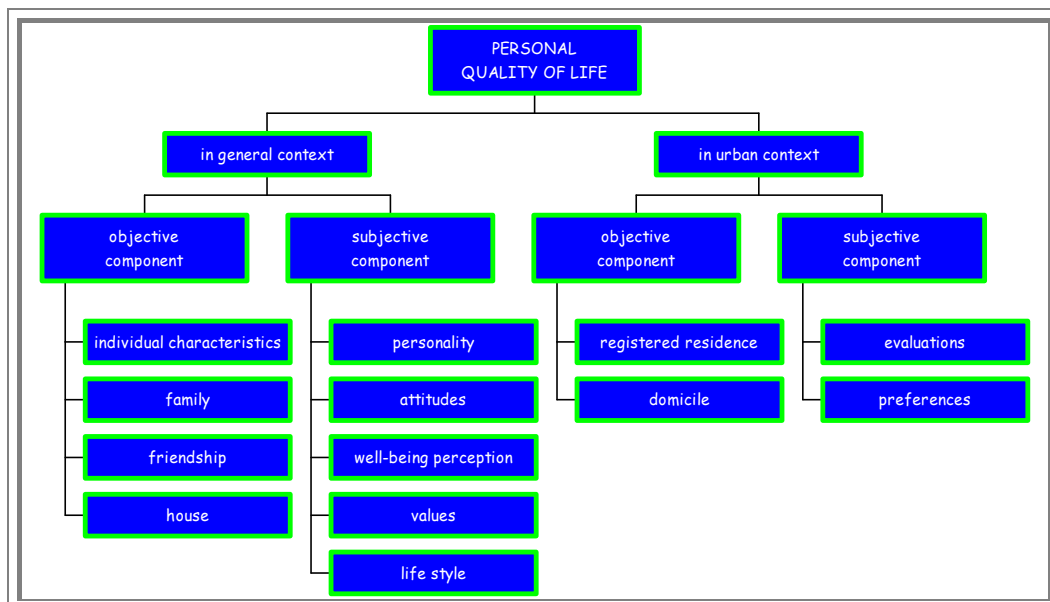 PERSONAL
QUALITY OF LIFE
in general context
in urban context
objective
component
subjective
component
objective
component
subjective
component
individual characteristics
family
friendship
house
personality
attitudes
well-being perception
values
life style
registered residence
domicile
evaluations
preferences